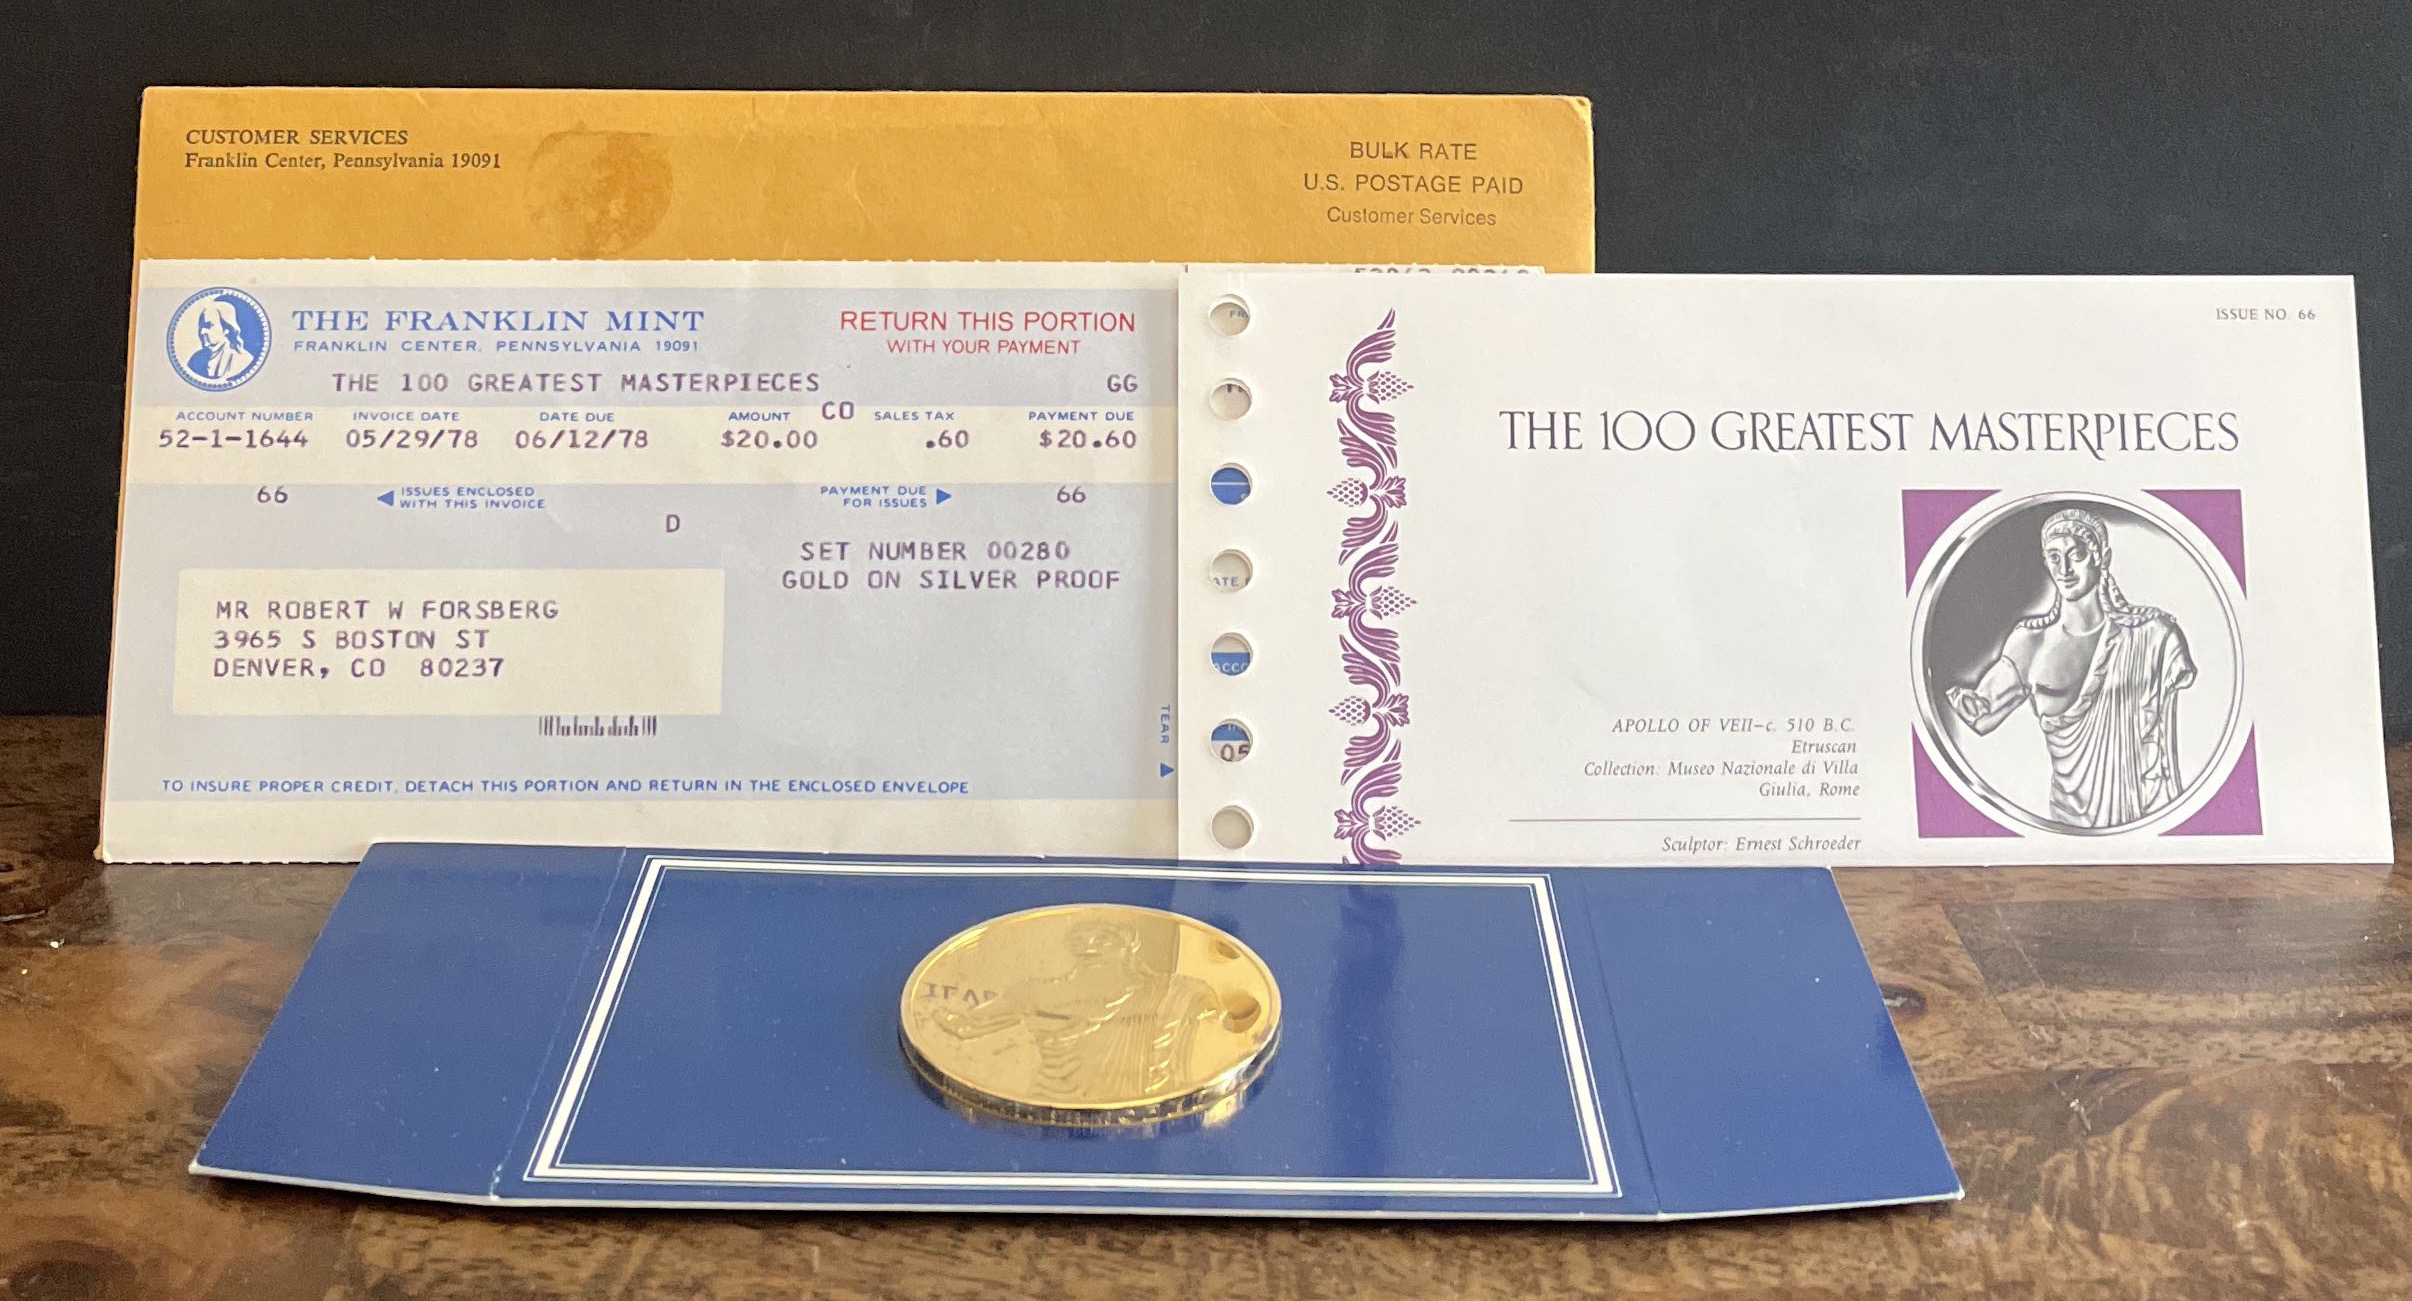 CUSTOMER SERVICES
Franklin Center, Pennsylvania 19091
BULK RATE
U.S. POSTAGE PAID
Customer Services
THE FRANKLIN MINT
FRANKLIN CENTER, PENNSYLVANIA 19091
RETURN THIS PORTION
WITH YOUR PAYMENT
THE 100 GREATEST MASTERPIECES GG
ACCOUNT NUMBER INVOICE DATE DATE DUE AMOUNT CO SALES TAX PAYMENT DUE
52-1-1644 05/29/78 06/12/78 $20.00 .60 $20.60
66 ISSUES ENCLOSED WITH THIS INVOICE PAYMENT DUE FOR ISSUES 66
D
SET NUMBER 00280
GOLD ON SILVER PROOF
MR ROBERT W FORSBERG
3965 S BOSTON ST
DENVER, CO 80237
TEAR
TO INSURE PROPER CREDIT, DETACH THIS PORTION AND RETURN IN THE ENCLOSED ENVELOPE
ISSUE NO. 66
THE 100 GREATEST MASTERPIECES
APOLLO OF VEII–c. 510 B.C.
Etruscan
Collection: Museo Nazionale di Villa
Giulia, Rome
Sculptor: Ernest Schroeder